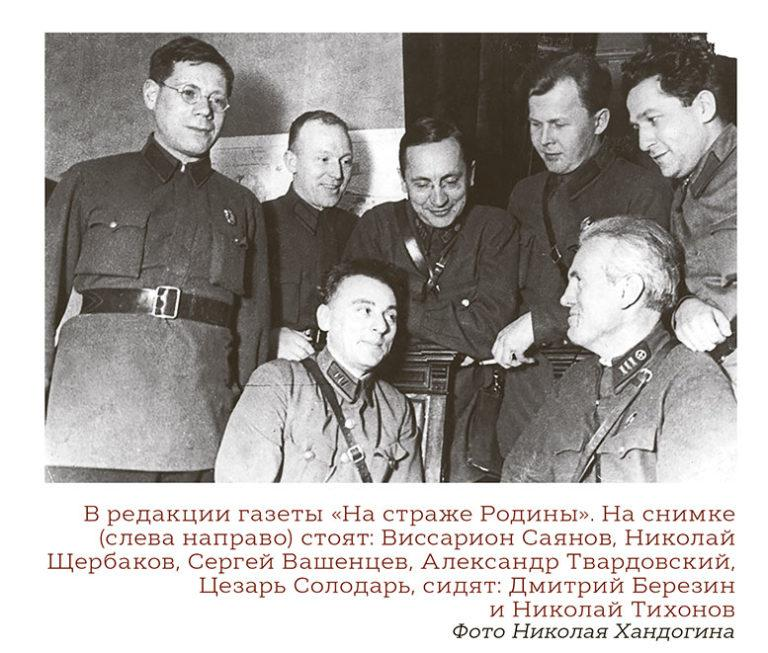 В редакции газеты «На страже Родины». На снимке
(слева направо) стоят: Виссарион Саянов, Николай
Щербаков, Сергей Вашенцев, Александр Твардовский,
Цезарь Солодарь, сидят: Дмитрий Березин
и Николай Тихонов
Фото Николая Хандогина